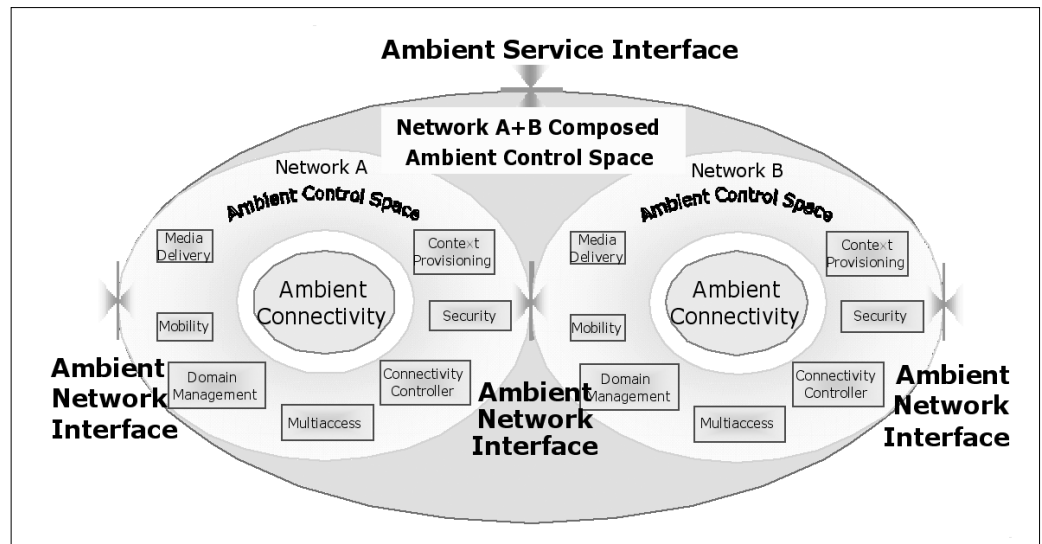 Ambient Service Interface
Network A+B Composed
Ambient Control Space
Network A
Ambient Control Space
Media
Delivery
Context
Provisioning
Ambient
Connectivity
Mobility
Security
Domain
Management
Connectivity
Controller
Multiaccess
Network B
Ambient Control Space
Media
Delivery
Context
Provisioning
Ambient
Connectivity
Mobility
Security
Domain
Management
Connectivity
Controller
Multiaccess
Ambient
Network
Interface
Ambient
Network
Interface
Ambient
Network
Interface